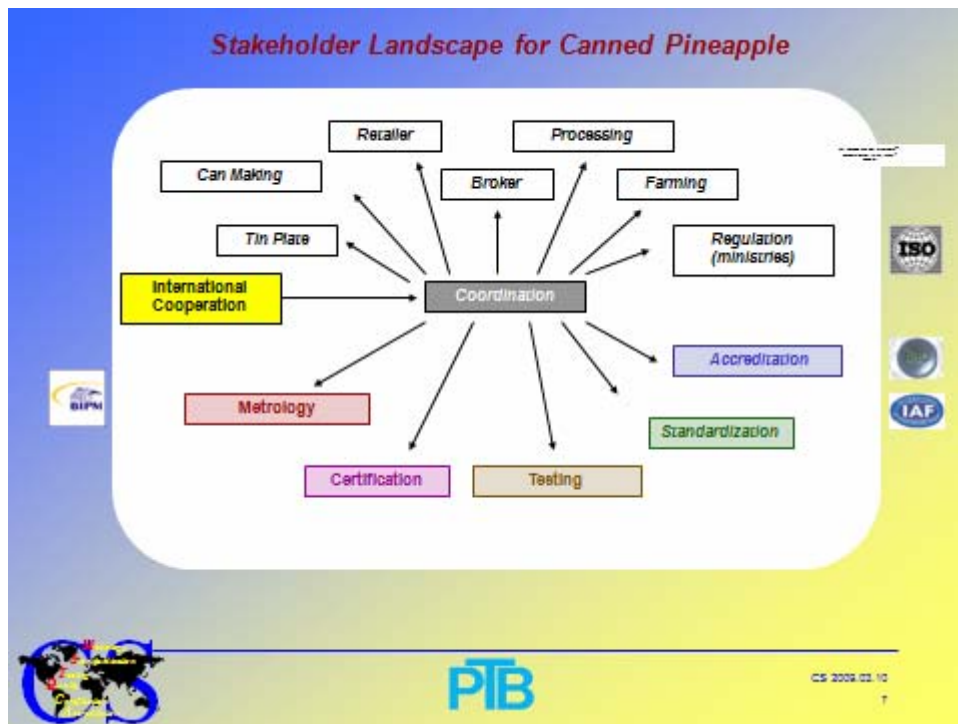 Stakeholder Landscape for Canned Pineapple
Retailer
Processing
Can Making
Broker
Farming
Tin Plate
Regulation
(ministries)
ISO
International
Cooperation
Coordination
Accreditation
BIPM
Metrology
IAF
Standardization
Certification
Testing
CS
PTB
CS 2009.03.10
7